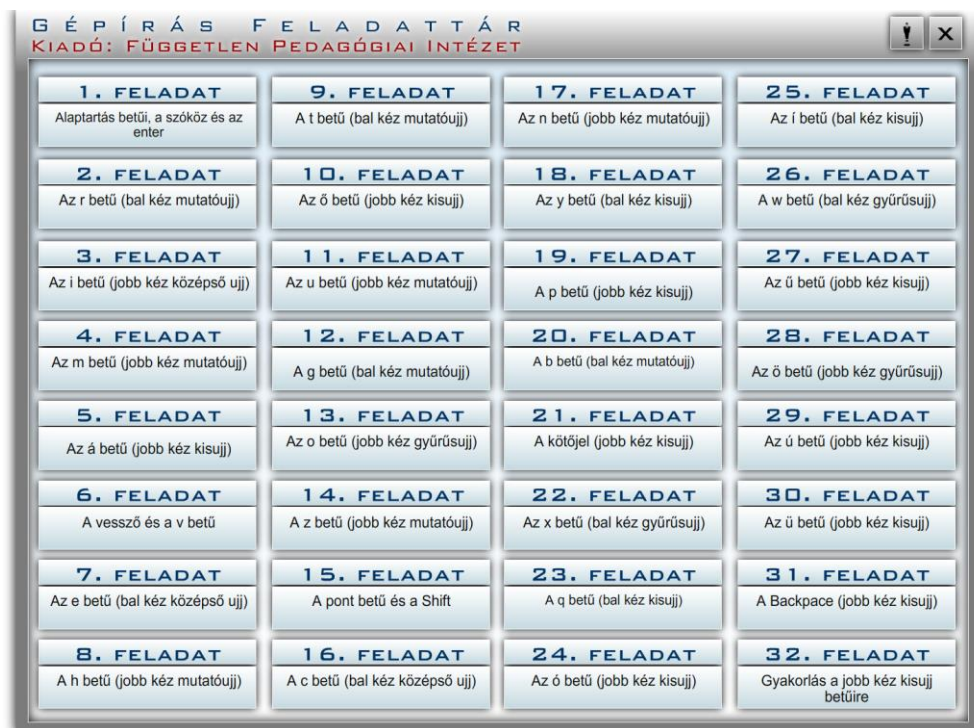 Gépírás Feladattár
Kiadó: Független Pedagógiai Intézet
1. FELADAT
Alaptartás betűi, a szóköz és az
enter
2. FELADAT
Az r betű (bal kéz mutatóujj)
3. FELADAT
Az i betű (jobb kéz középső ujj)
4. FELADAT
Az m betű (jobb kéz mutatóujj)
5. FELADAT
Az á betű (jobb kéz kisujj)
6. FELADAT
A vessző és a v betű
7. FELADAT
Az e betű (bal kéz középső ujj)
8. FELADAT
A h betű (jobb kéz mutatóujj)
9. FELADAT
A t betű (bal kéz mutatóujj)
10. FELADAT
Az ő betű (jobb kéz kisujj)
11. FELADAT
Az u betű (jobb kéz mutatóujj)
12. FELADAT
A g betű (bal kéz mutatóujj)
13. FELADAT
Az o betű (jobb kéz gyűrűsujj)
14. FELADAT
A z betű (jobb kéz mutatóujj)
15. FELADAT
A pont betű és a Shift
16. FELADAT
A c betű (bal kéz középső ujj)
17. FELADAT
Az n betű (jobb kéz mutatóujj)
18. FELADAT
Az y betű (bal kéz kisujj)
19. FELADAT
A p betű (jobb kéz kisujj)
20. FELADAT
A b betű (bal kéz mutatóujj)
21. FELADAT
A kötőjel (jobb kéz kisujj)
22. FELADAT
Az x betű (bal kéz gyűrűsujj)
23. FELADAT
A q betű (bal kéz kisujj)
24. FELADAT
Az ó betű (jobb kéz kisujj)
25. FELADAT
Az í betű (bal kéz kisujj)
26. FELADAT
A w betű (bal kéz gyűrűsujj)
27. FELADAT
Az ű betű (jobb kéz kisujj)
28. FELADAT
Az ö betű (jobb kéz gyűrűsujj)
29. FELADAT
Az ú betű (jobb kéz kisujj)
30. FELADAT
Az ü betű (jobb kéz kisujj)
31. FELADAT
A Backpace (jobb kéz kisujj)
32. FELADAT
Gyakorlás a jobb kéz kisujj
betűire